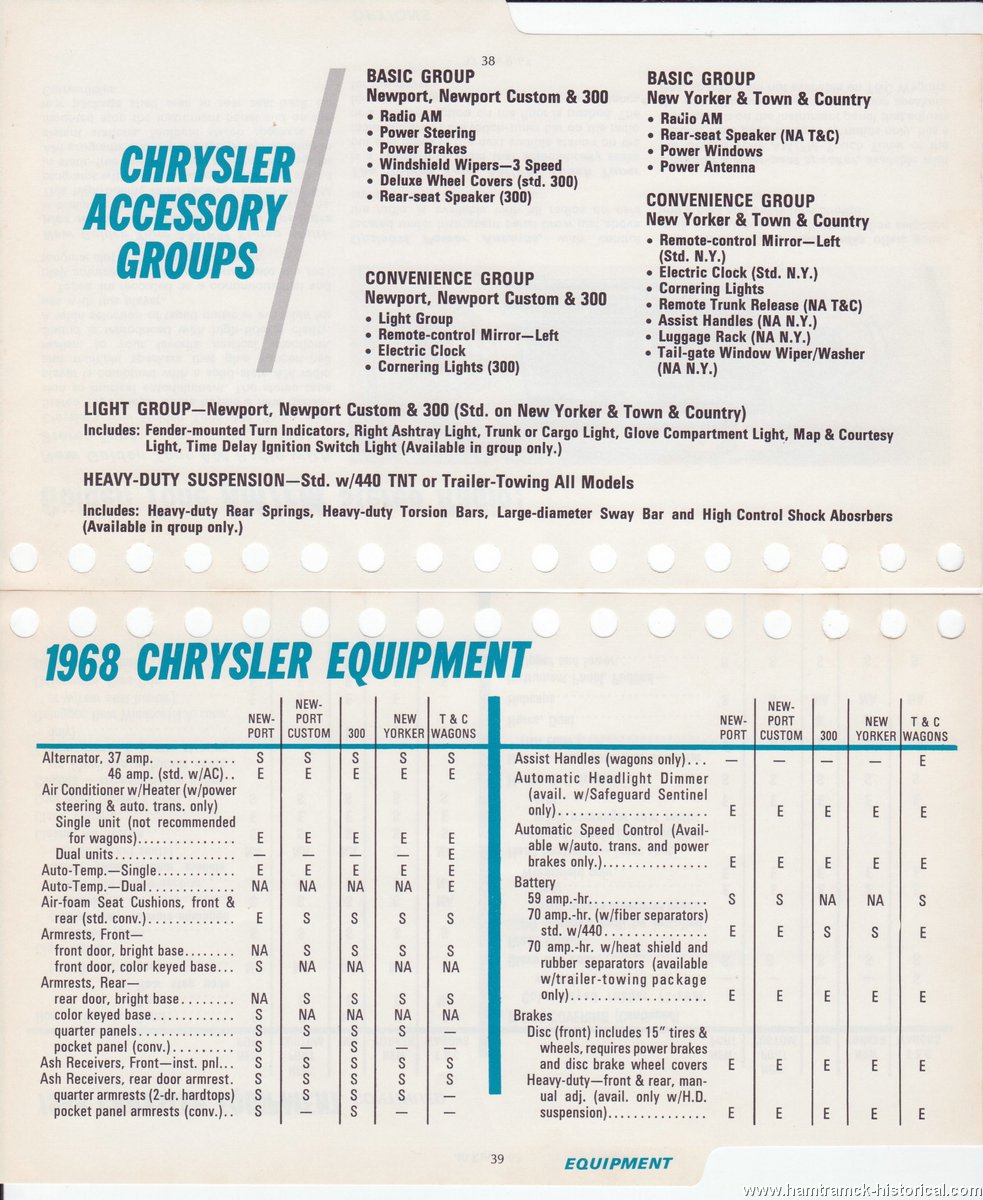 38
CHRYSLER
ACCESSORY
GROUPS
BASIC GROUP
Newport, Newport Custom & 300
• Radio AM
• Power Steering
• Power Brakes
• Windshield Wipers—3 Speed
• Deluxe Wheel Covers (std. 300)
• Rear-seat Speaker (300)
CONVENIENCE GROUP
Newport, Newport Custom & 300
• Light Group
• Remote-control Mirror—Left
• Electric Clock
• Cornering Lights (300)
BASIC GROUP
New Yorker & Town & Country
• Radio AM
• Rear-seat Speaker (NA T&C)
• Power Windows
• Power Antenna
CONVENIENCE GROUP
New Yorker & Town & Country
• Remote-control Mirror—Left
(Std. N.Y.)
• Electric Clock (Std. N.Y.)
• Cornering Lights
• Remote Trunk Release (NA T&C)
• Assist Handles (NA N.Y.)
• Luggage Rack (NA N.Y.)
• Tail-gate Window Wiper/Washer
(NA N.Y.)
LIGHT GROUP—Newport, Newport Custom & 300 (Std. on New Yorker & Town & Country)
Includes: Fender-mounted Turn Indicators, Right Ashtray Light, Trunk or Cargo Light, Glove Compartment Light, Map & Courtesy
Light, Time Delay Ignition Switch Light (Available in group only.)
HEAVY-DUTY SUSPENSION—Std. w/440 TNT or Trailer-Towing All Models
Includes: Heavy-duty Rear Springs, Heavy-duty Torsion Bars, Large-diameter Sway Bar and High Control Shock Abosrbers
(Available in group only.)
1968 CHRYSLER EQUIPMENT
NEW-
NEW- PORT NEW T & C
PORT CUSTOM 300 YORKER WAGONS
Alternator, 37 amp. .......... S S S S S
46 amp. (std. w/AC).. E E E E E
Air Conditioner w/Heater (w/power
steering & auto. trans. only)
Single unit (not recommended
for wagons).............. E E E E E
Dual units................. — — — — E
Auto-Temp.—Single........... E E E E E
Auto-Temp.—Dual............ NA NA NA NA E
Air-foam Seat Cushions, front &
rear (std. conv.)............. E S S S S
Armrests, Front—
front door, bright base........ NA S S S S
front door, color keyed base... S NA NA NA NA
Armrests, Rear—
rear door, bright base........ NA S S S S
color keyed base............ S NA NA NA NA
quarter panels.............. S S S S —
pocket panel (conv.)......... S — S — —
Ash Receivers, Front—inst. pnl... S S S S S
Ash Receivers, rear door armrest. S S S S S
quarter armrests (2-dr. hardtops) S S S S —
pocket panel armrests (conv.).. S — S — —
NEW-
NEW- PORT NEW T & C
PORT CUSTOM 300 YORKER WAGONS
Assist Handles (wagons only)... — — — — E
Automatic Headlight Dimmer
(avail. w/Safeguard Sentinel
only)...................... E E E E E
Automatic Speed Control (Avail-
able w/auto. trans. and power
brakes only.)............... E E E E E
Battery
59 amp.-hr.................. S S NA NA S
70 amp.-hr. (w/fiber separators)
std. w/440............... E E S S E
70 amp.-hr. w/heat shield and
rubber separators (available
w/trailer-towing package
only).................... E E E E E
Brakes
Disc (front) includes 15" tires &
wheels, requires power brakes
and disc brake wheel covers E E E E E
Heavy-duty—front & rear, man-
ual adj. (avail. only w/H.D.
suspension)............... E E E E E
39
EQUIPMENT
www.hamtramck-historical.com